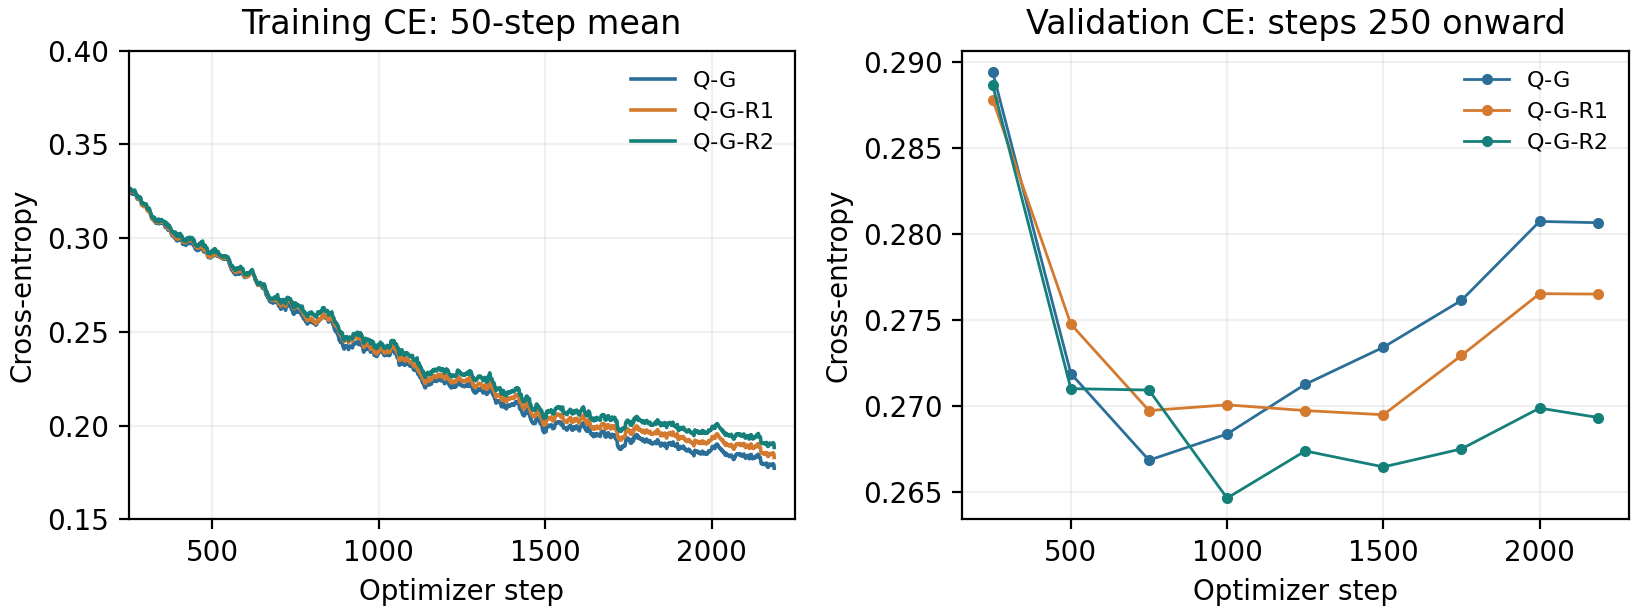 Training CE: 50-step mean
0.40
0.35
0.30
0.25
0.20
0.15
Cross-entropy
500
1000
1500
2000
Optimizer step
Q-G
Q-G-R1
Q-G-R2
Validation CE: steps 250 onward
0.290
0.285
0.280
0.275
0.270
0.265
Cross-entropy
500
1000
1500
2000
Optimizer step
Q-G
Q-G-R1
Q-G-R2